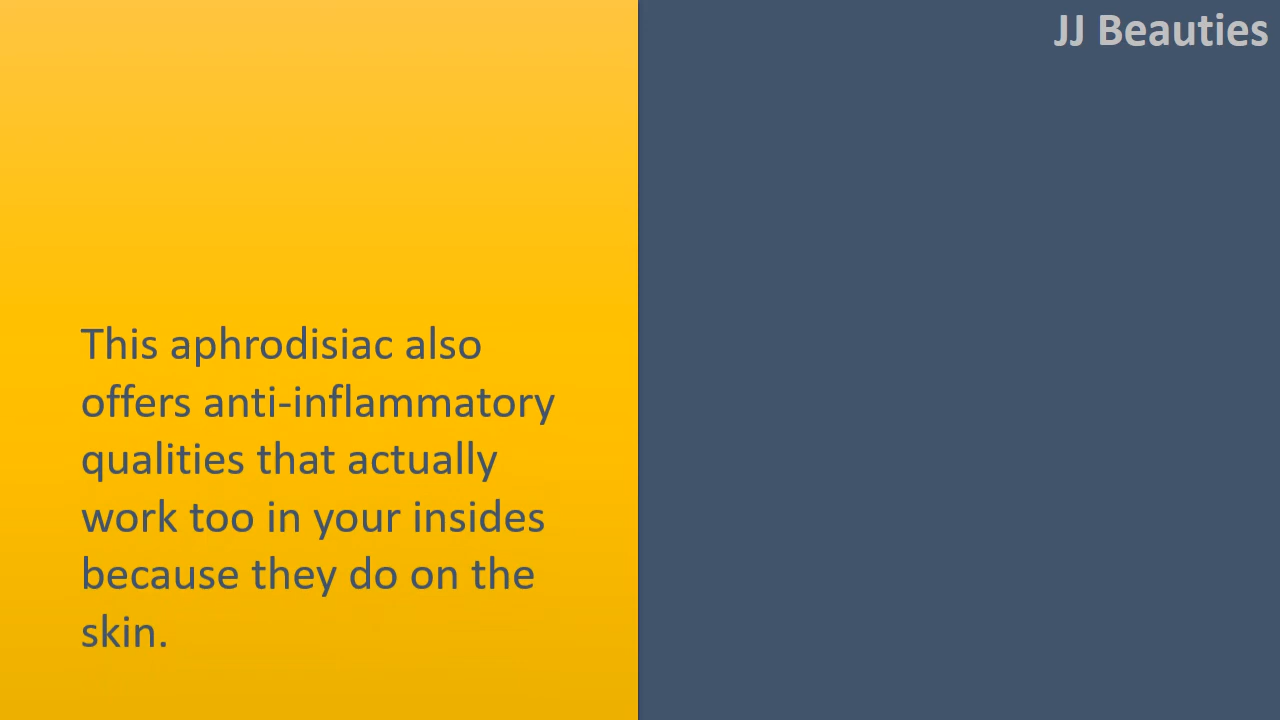 JJ Beauties
This aphrodisiac also
offers anti-inflammatory
qualities that actually
work too in your insides
because they do on the
skin.